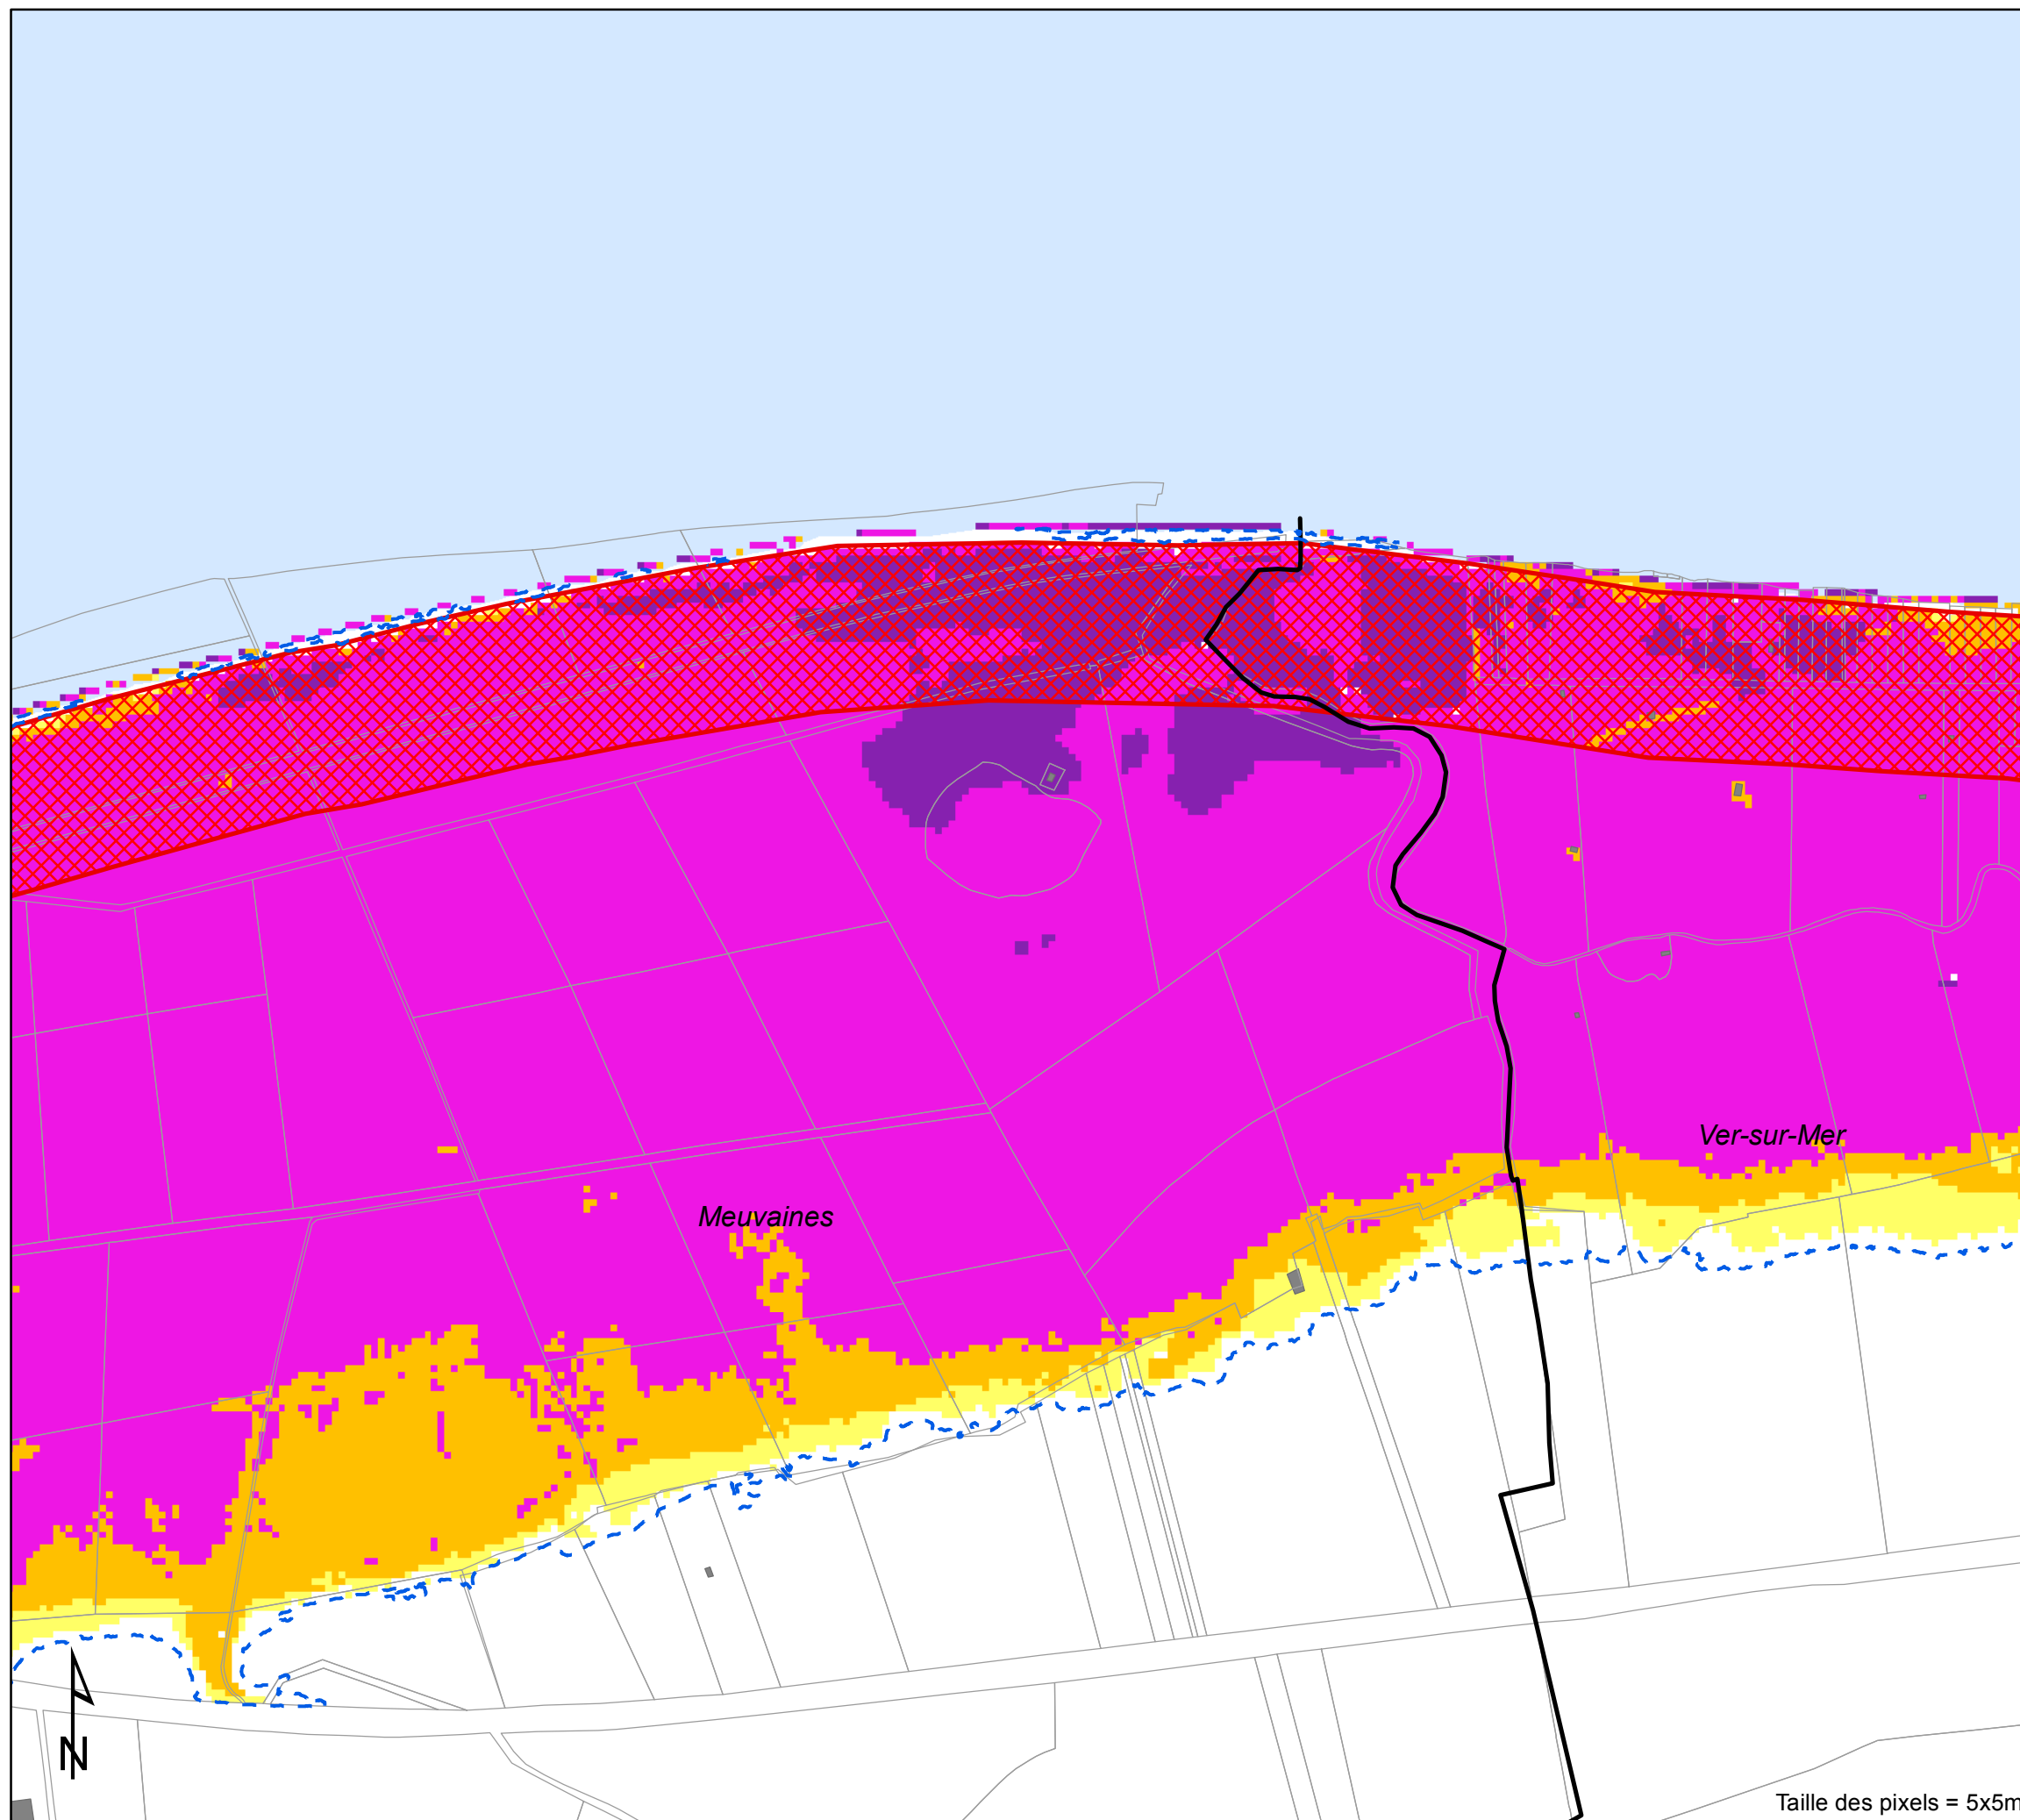 Ver-sur-Mer
Meuvaines
N
Taille des pixels = 5x5m